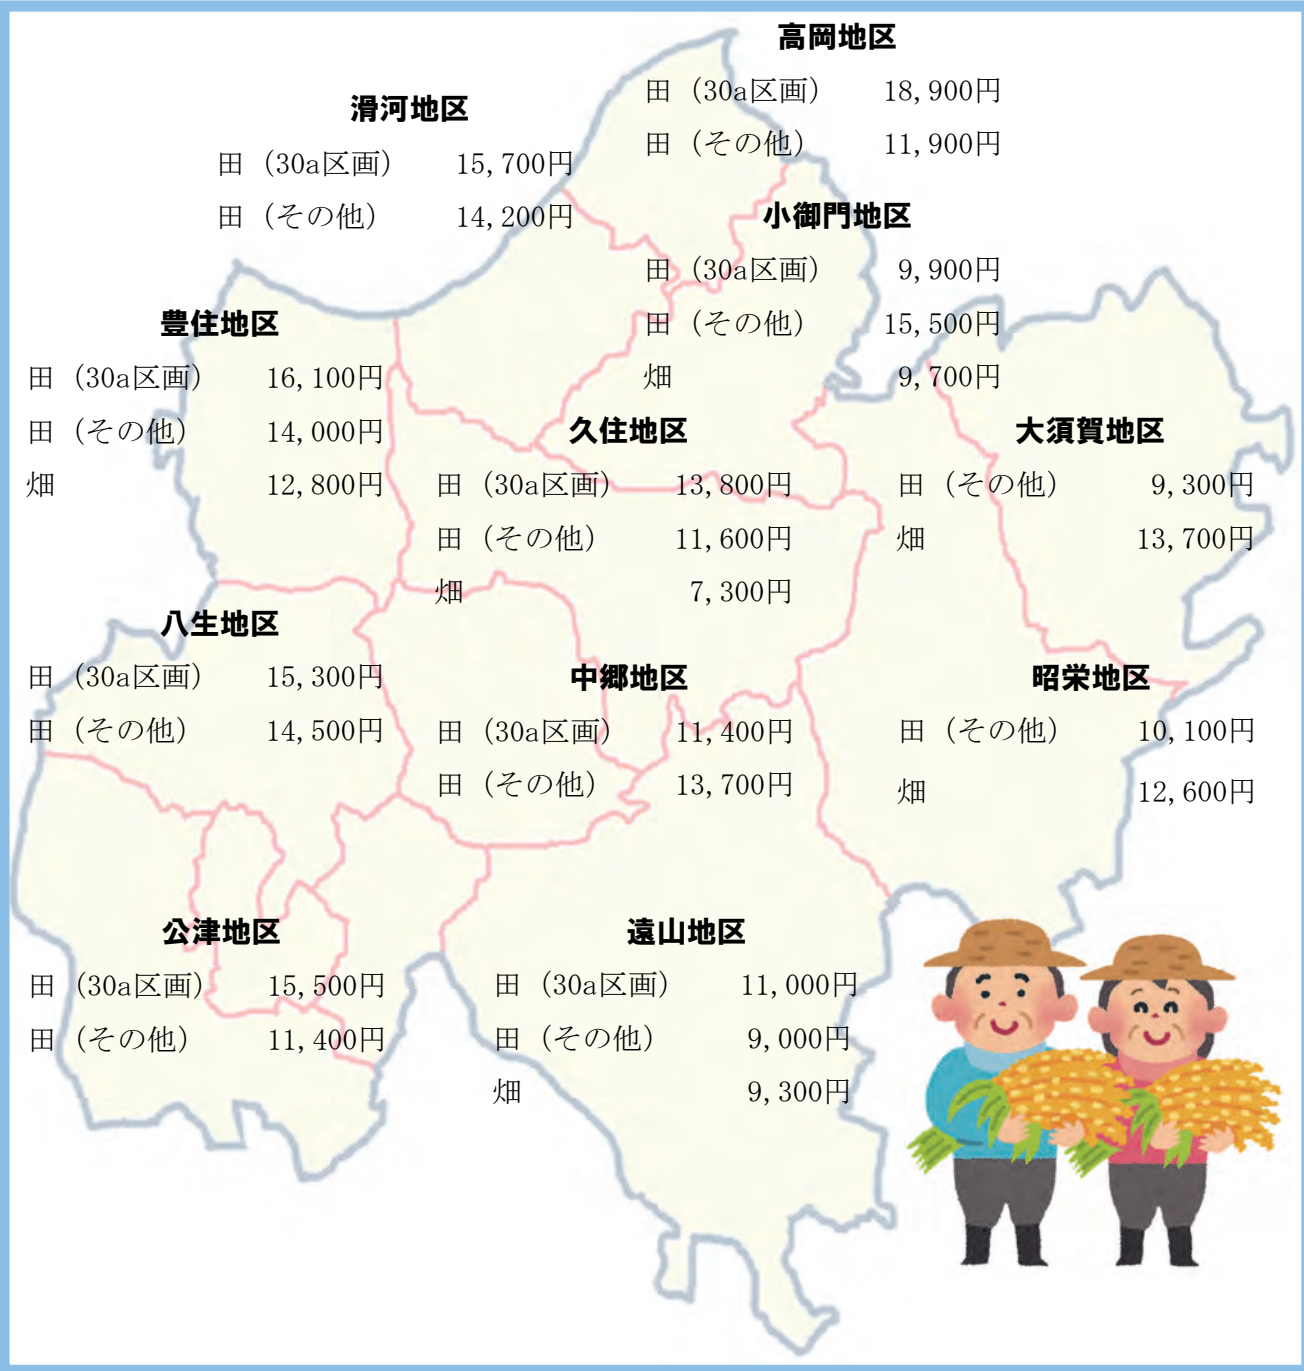 高岡地区
田（30a区画） 18,900円
田（その他） 11,900円
滑河地区
田（30a区画） 15,700円
田（その他） 14,200円
小御門地区
田（30a区画） 9,900円
田（その他） 15,500円
畑 9,700円
豊住地区
田（30a区画） 16,100円
田（その他） 14,000円
畑 12,800円
久住地区
田（30a区画） 13,800円
田（その他） 11,600円
畑 7,300円
大須賀地区
田（その他） 9,300円
畑 13,700円
八生地区
田（30a区画） 15,300円
田（その他） 14,500円
中郷地区
田（30a区画） 11,400円
田（その他） 13,700円
昭栄地区
田（その他） 10,100円
畑 12,600円
公津地区
田（30a区画） 15,500円
田（その他） 11,400円
遠山地区
田（30a区画） 11,000円
田（その他） 9,000円
畑 9,300円